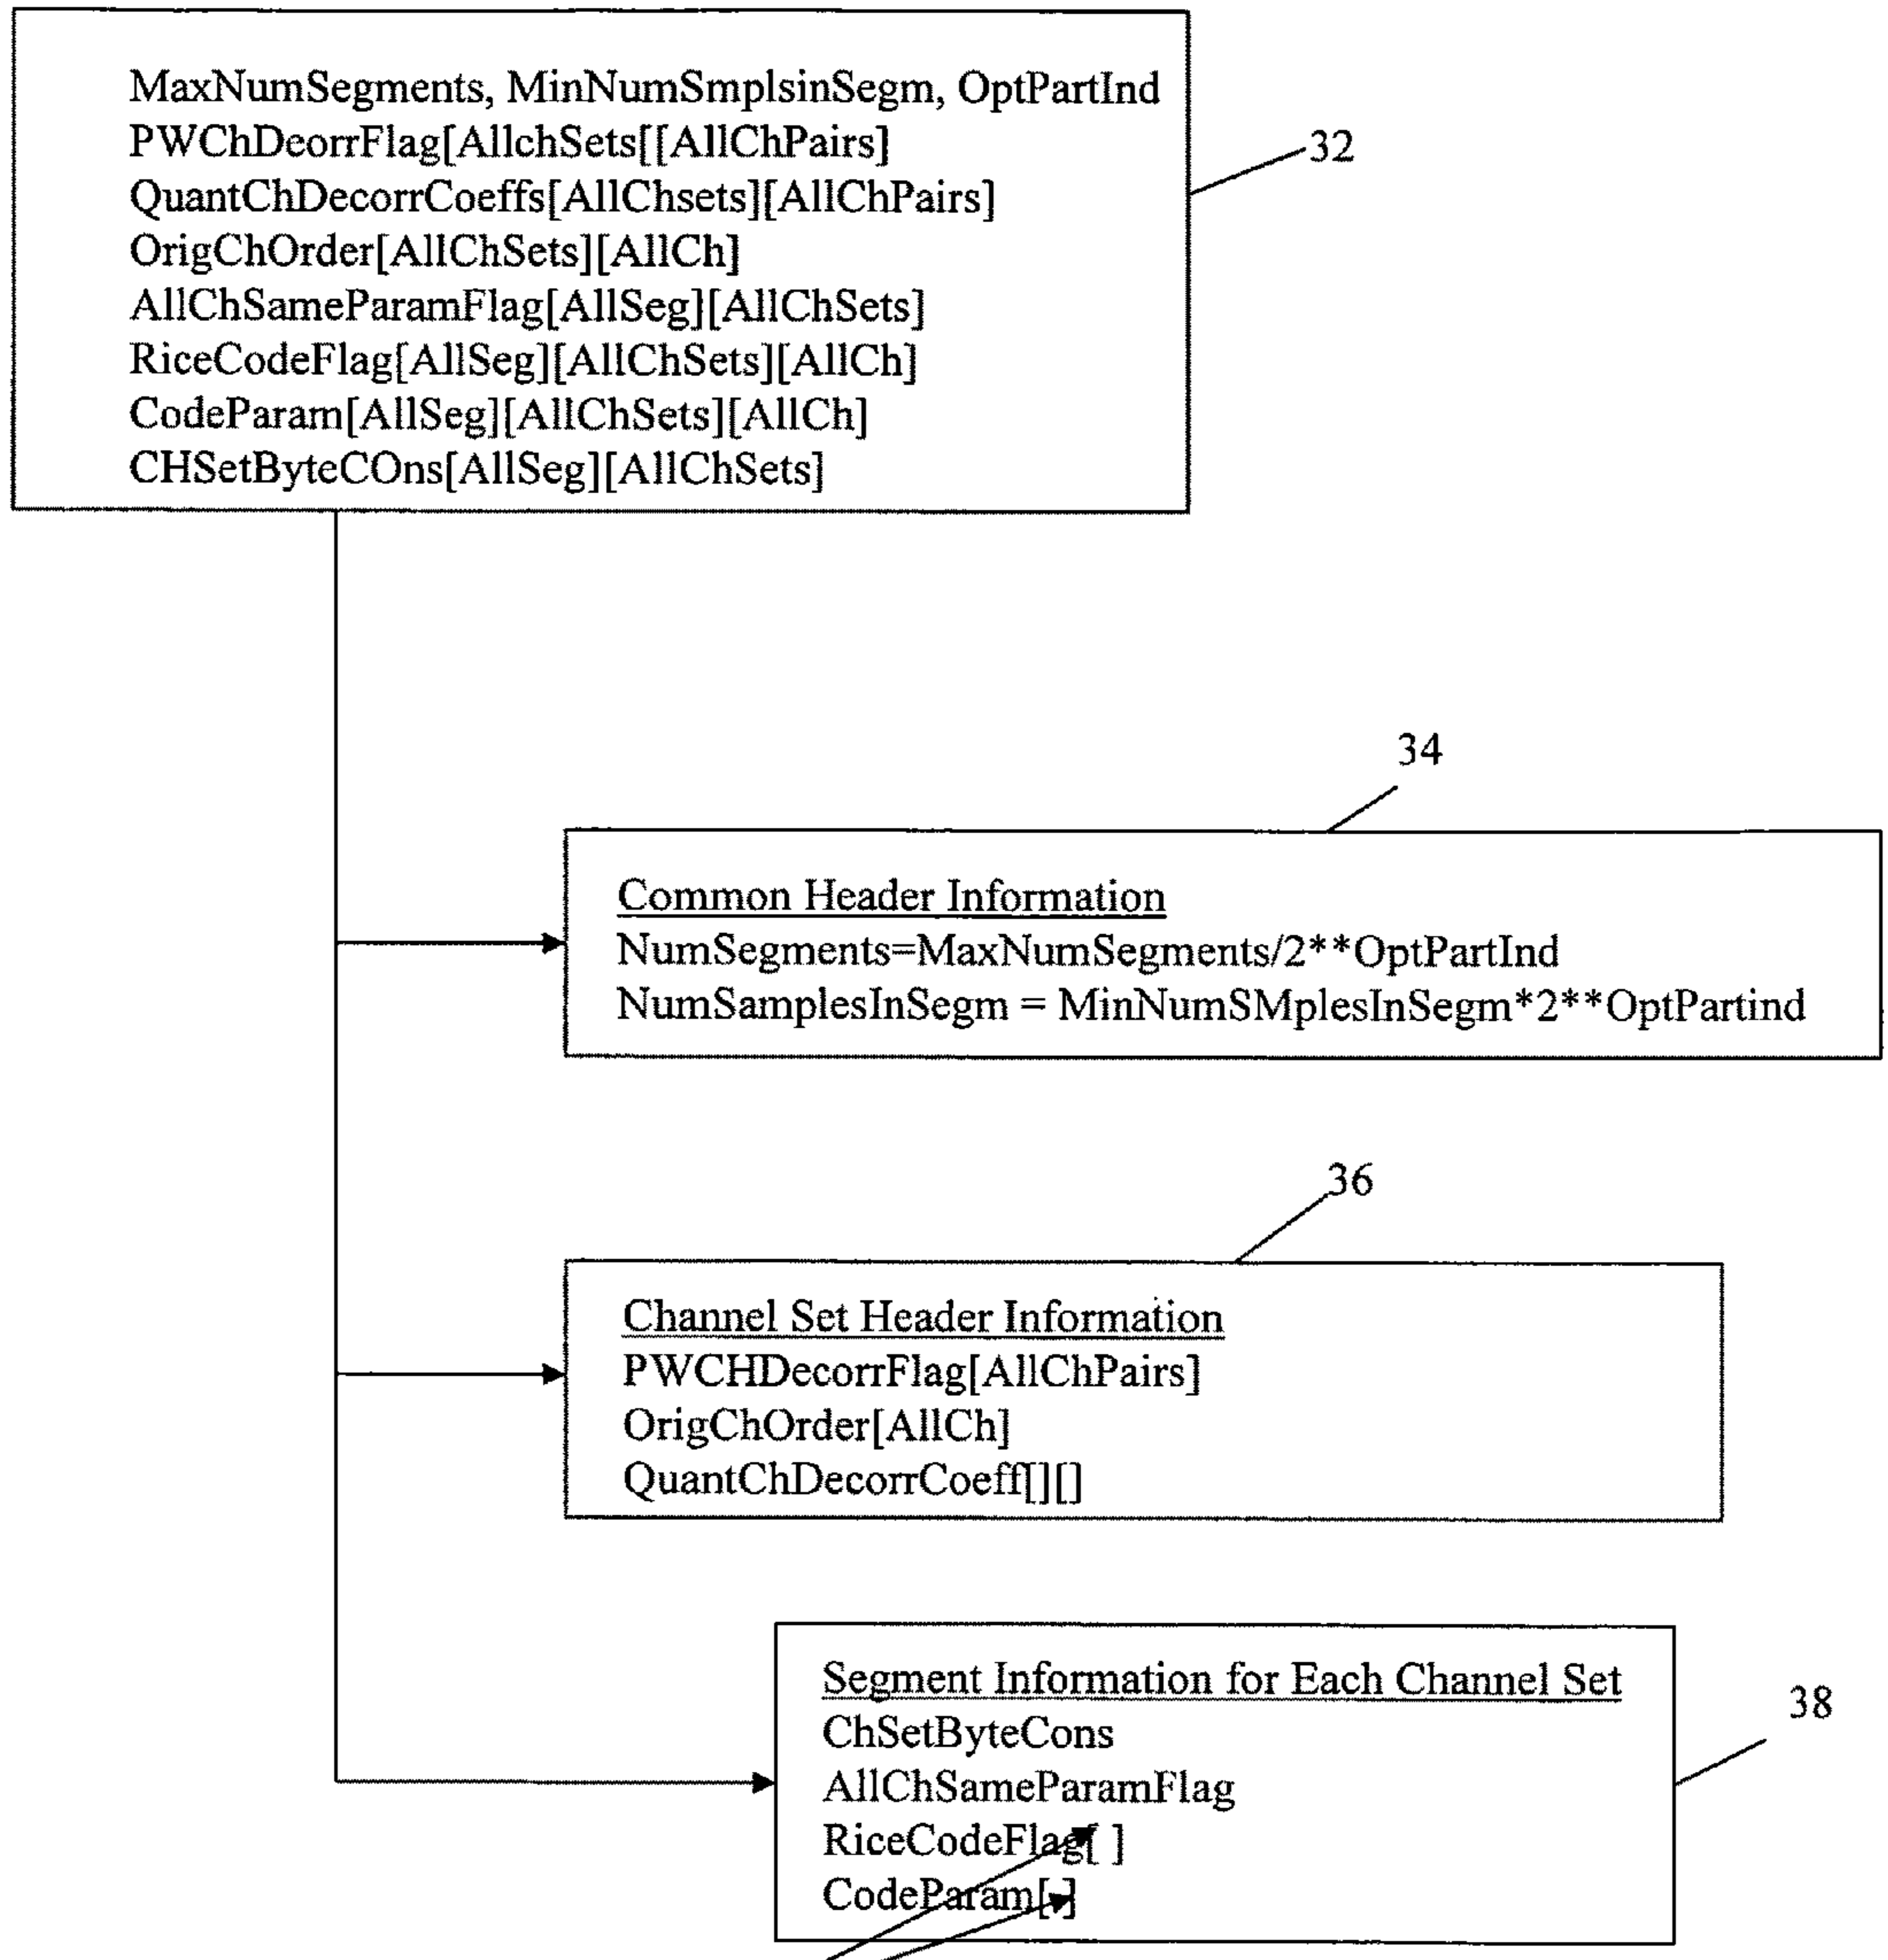 MaxNumSegments, MinNumSmplsinSegm, OptPartInd
PWChDeorrFlag[AllchSets[[AllChPairs]
QuantChDecorrCoeffs[AllChsets][AllChPairs]
OrigChOrder[AllChSets][AllCh]
AllChSameParamFlag[AllSeg][AllChSets]
RiceCodeFlag[AllSeg][AllChSets][AllCh]
CodeParam[AllSeg][AllChSets][AllCh]
CHSetByteCOns[AllSeg][AllChSets]
32
34
Common Header Information
NumSegments=MaxNumSegments/2**OptPartInd
NumSamplesInSegm = MinNumSMplesInSegm*2**OptPartind
36
Channel Set Header Information
PWCHDecorrFlag[AllChPairs]
OrigChOrder[AllCh]
QuantChDecorrCoeff[][]
Segment Information for Each Channel Set
38
ChSetByteCons
AllChSameParamFlag
RiceCodeFlag[ ]
CodeParam[ ]